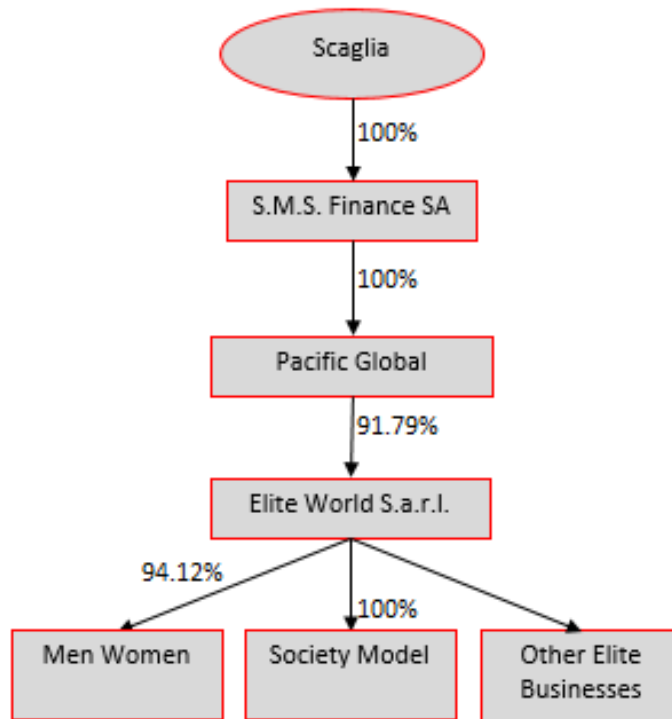 Scaglia
100%
S.M.S. Finance SA
100%
Pacific Global
91.79%
Elite World S.a.r.l.
94.12%
100%
Men Women
Society Model
Other Elite
Businesses